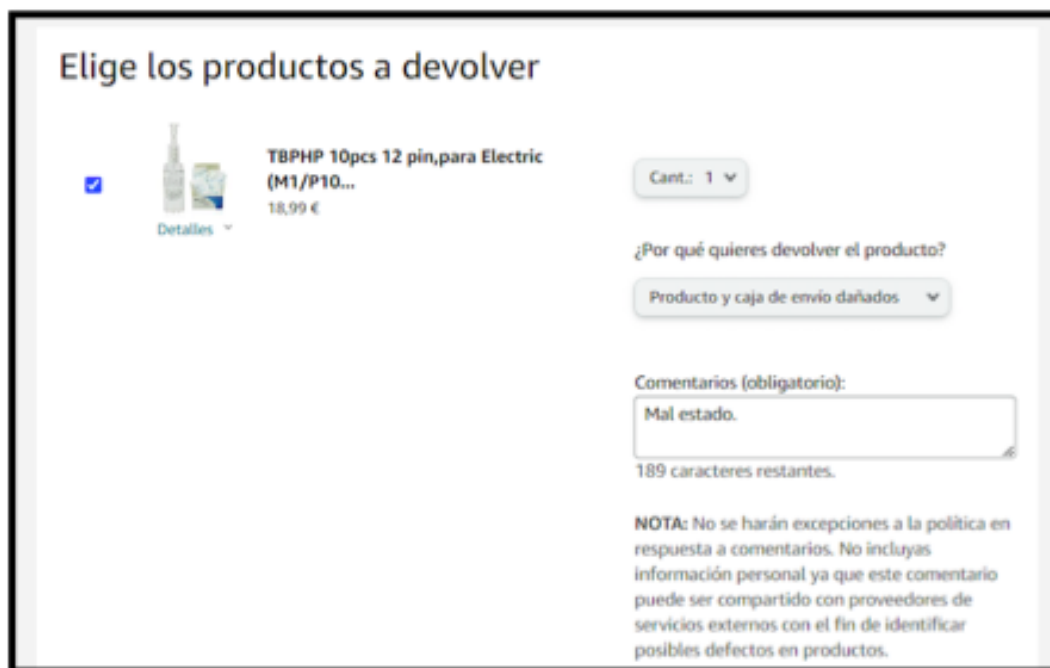 Elige los productos a devolver
TBPHP 10pcs 12 pin,para Electric
(M1/P10...
18,99 €
Detalles
Cant.: 1
¿Por qué quieres devolver el producto?
Producto y caja de envío dañados
Comentarios (obligatorio):
Mal estado.
189 caracteres restantes.
NOTA: No se harán excepciones a la política en
respuesta a comentarios. No incluyas
información personal ya que este comentario
puede ser compartido con proveedores de
servicios externos con el fin de identificar
posibles defectos en productos.